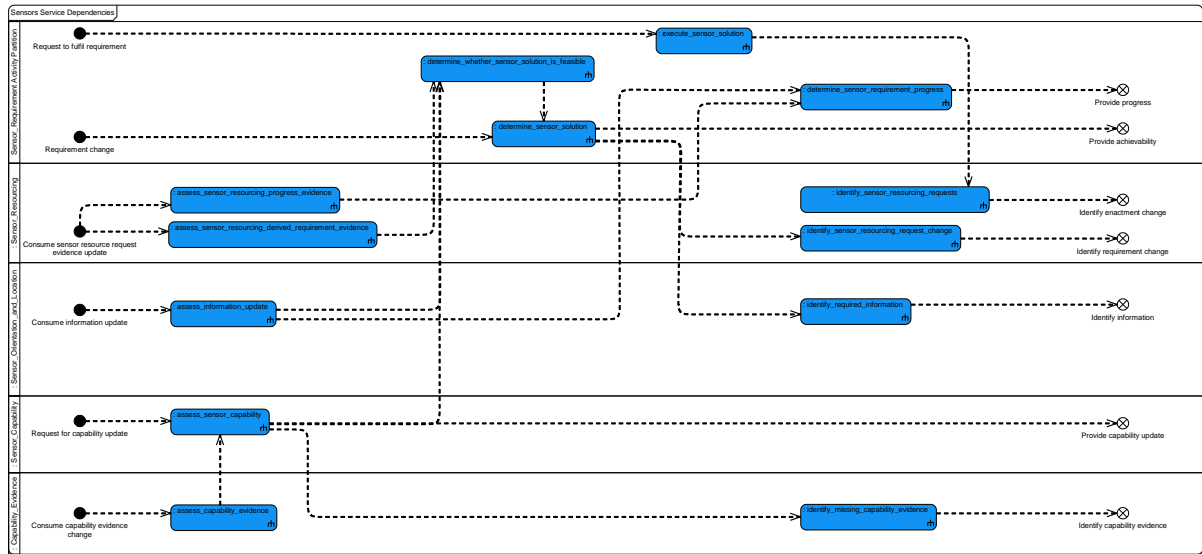 Sensors Service Dependencies
Sensor_Requirement Activity Partition
Request to fulfil requirement
: execute_sensor_solution
: determine_whether_sensor_solution_is_feasible
: determine_sensor_requirement_progress
Provide progress
Requirement change
: determine_sensor_solution
Provide achievability
: Sensor_Resourcing
: assess_sensor_resourcing_progress_evidence
: identify_sensor_resourcing_requests
Identify enactment change
: assess_sensor_resourcing_derived_requirement_evidence
Consume sensor resource request
evidence update
: identify_sensor_resourcing_request_change
Identify requirement change
: Sensor_Orientation_and_Location
: assess_information_update
Consume information update
: identify_required_information
Identify information
: Sensor_Capability
: assess_sensor_capability
Request for capability update
Provide capability update
: Capability_Evidence
: assess_capability_evidence
Consume capability evidence
change
: identify_missing_capability_evidence
Identify capability evidence